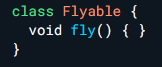 class Flyable {
  void fly() { }
}